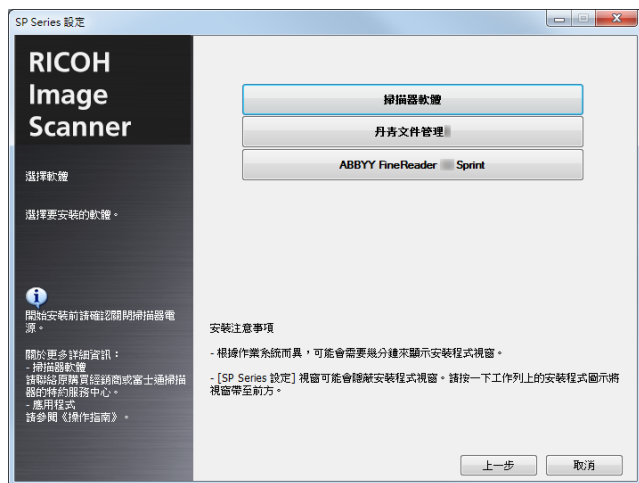 SP Series 設定
RICOH
Image
Scanner
選擇軟體
選擇要安裝的軟體。
開始安裝前請確認關閉掃描器電
源。
關於更多詳細資訊：
- 掃描器軟體
請聯絡原購買經銷商或富士通掃描
器的特約服務中心。
- 應用程式
請參閱《操作指南》。
掃描器軟體
丹青文件管理
ABBYY FineReader Sprint
安裝注意事項
- 根據作業系統而異，可能會需要幾分鐘來顯示安裝程式視窗。
- [SP Series 設定] 視窗可能會隱蔽安裝程式視窗。請按一下工作列上的安裝程式圖示將
視窗帶至前方。
上一步
取消